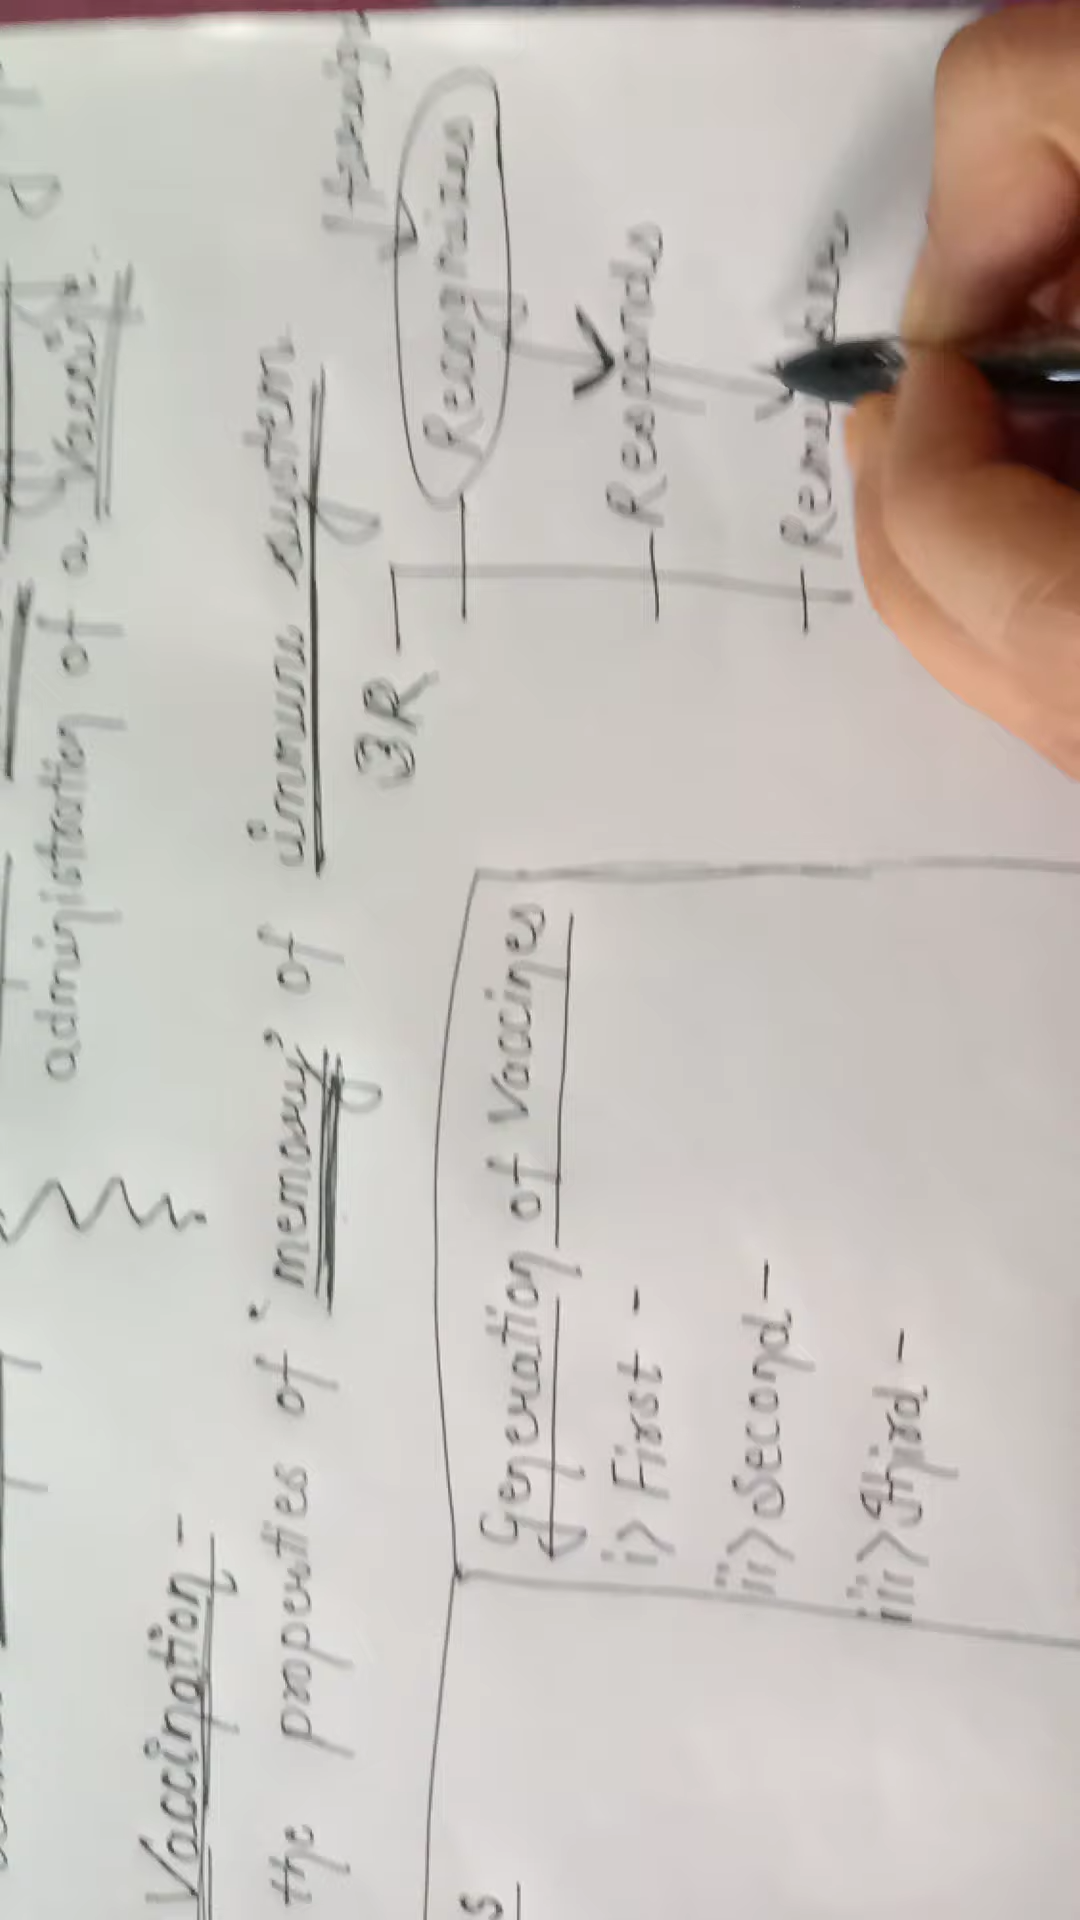 administration of a Vaccine.
Vaccination -
the properties of 'memory' of immune system
3R
Recognizes
Responds
Generation of Vaccines
i> First -
ii> Second -
iii> Third -